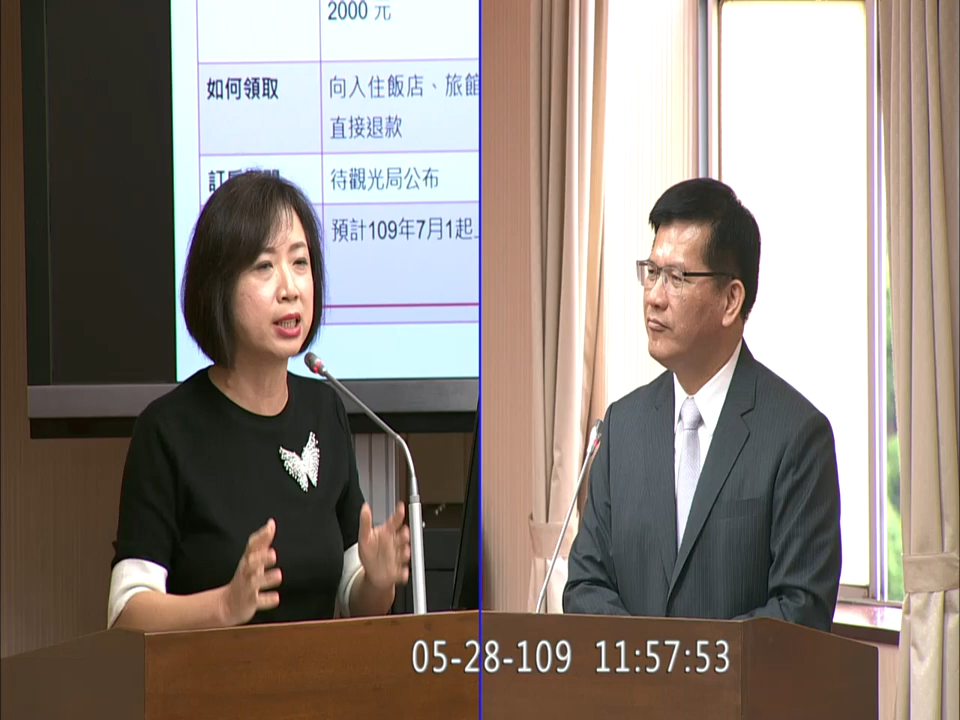 2000 元
如何領取
向入住飯店、旅館
直接退款
待觀光局公布
預計109年7月1起
05-28-109 11:57:53